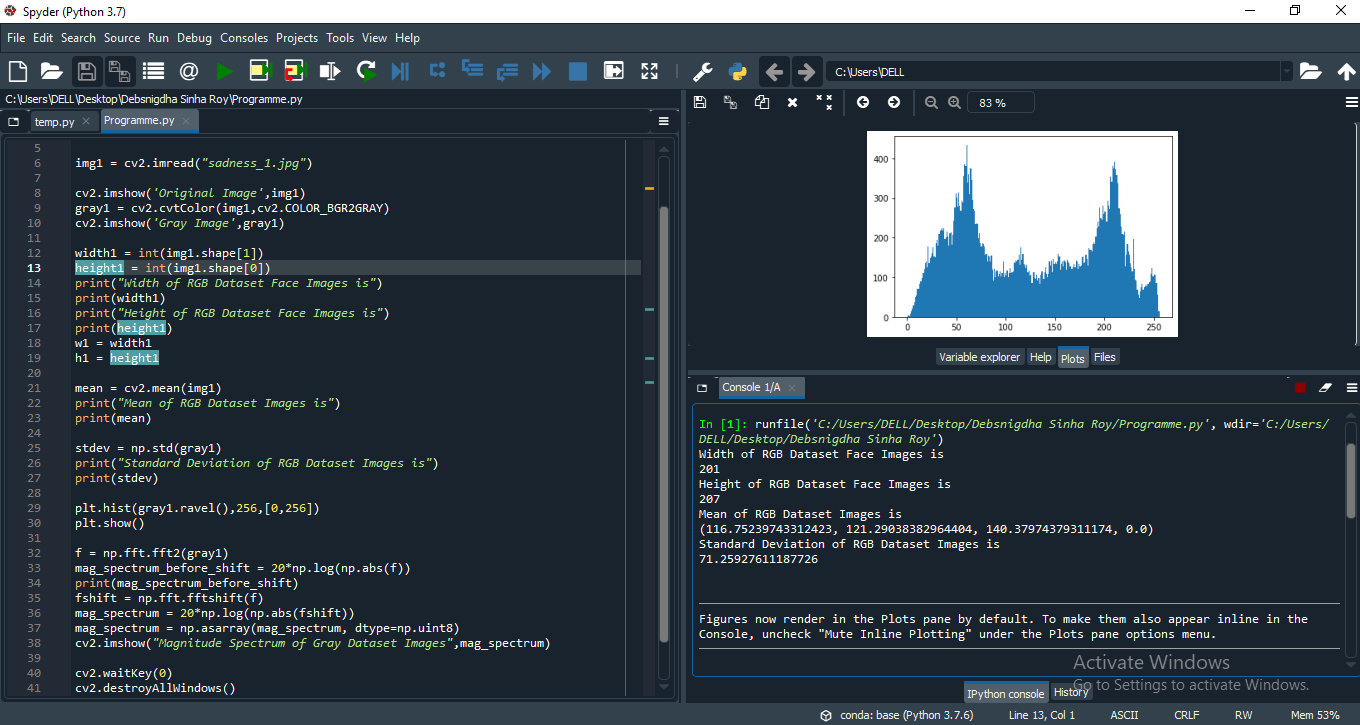 Spyder (Python 3.7)
File Edit Search Source Run Debug Consoles Projects Tools View Help
C:\Users\DELL
C:\Users\DELL\Desktop\Debsnigdha Sinha Roy\Programme.py
temp.py Programme.py
5
6 img1 = cv2.imread("sadness_1.jpg")
7
8 cv2.imshow('Original Image',img1)
9 gray1 = cv2.cvtColor(img1,cv2.COLOR_BGR2GRAY)
10 cv2.imshow('Gray Image',gray1)
11
12 width1 = int(img1.shape[1])
13 height1 = int(img1.shape[0])
14 print("Width of RGB Dataset Face Images is")
15 print(width1)
16 print("Height of RGB Dataset Face Images is")
17 print(height1)
18 w1 = width1
19 h1 = height1
20
21 mean = cv2.mean(img1)
22 print("Mean of RGB Dataset Images is")
23 print(mean)
24
25 stdev = np.std(gray1)
26 print("Standard Deviation of RGB Dataset Images is")
27 print(stdev)
28
29 plt.hist(gray1.ravel(),256,[0,256])
30 plt.show()
31
32 f = np.fft.fft2(gray1)
33 mag_spectrum_before_shift = 20*np.log(np.abs(f))
34 print(mag_spectrum_before_shift)
35 fshift = np.fft.fftshift(f)
36 mag_spectrum = 20*np.log(np.abs(fshift))
37 mag_spectrum = np.asarray(mag_spectrum, dtype=np.uint8)
38 cv2.imshow("Magnitude Spectrum of Gray Dataset Images",mag_spectrum)
39
40 cv2.waitKey(0)
41 cv2.destroyAllWindows()
83 %
400
300
200
100
0
0 50 100 150 200 250
Variable explorer Help Plots Files
Console 1/A
In [1]: runfile('C:/Users/DELL/Desktop/Debsnigdha Sinha Roy/Programme.py', wdir='C:/Users/
DELL/Desktop/Debsnigdha Sinha Roy')
Width of RGB Dataset Face Images is
201
Height of RGB Dataset Face Images is
207
Mean of RGB Dataset Images is
(116.75239743312423, 121.29038382964404, 140.37974379311174, 0.0)
Standard Deviation of RGB Dataset Images is
71.25927611187726
Figures now render in the Plots pane by default. To make them also appear inline in the
Console, uncheck "Mute Inline Plotting" under the Plots pane options menu.
Activate Windows
Go to Settings to activate Windows.
IPython console History
conda: base (Python 3.7.6) Line 13, Col 1 ASCII CRLF RW Mem 53%